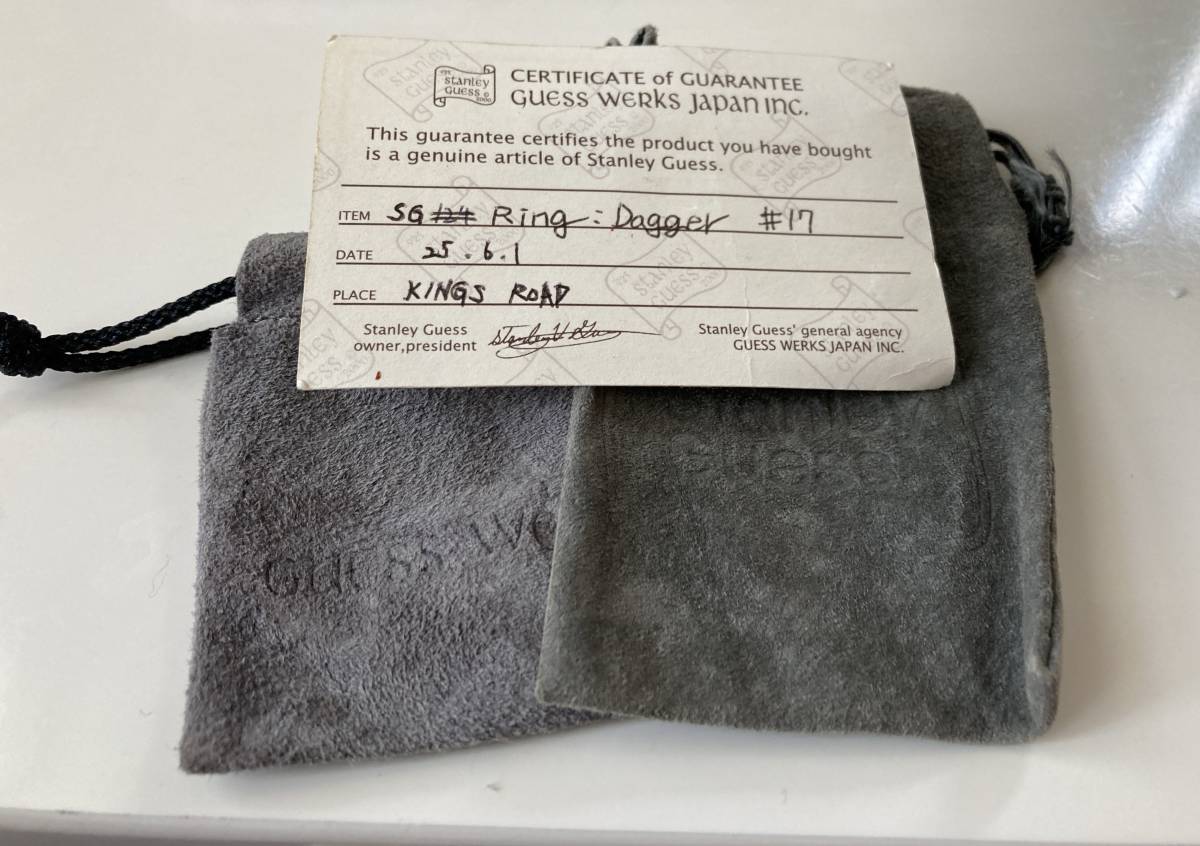 Stanley
Guess
2000
CERTIFICATE of GUARANTEE
GUESS WERKS JAPAN INC.
This guarantee certifies the product you have bought
is a genuine article of Stanley Guess.
ITEM SG Ring : Dagger #17
DATE 25.6.1
PLACE KINGS ROAD
Stanley Guess
owner,president
Stanley Guess' general agency
GUESS WERKS JAPAN INC.
Stanley
Guess
Guess We